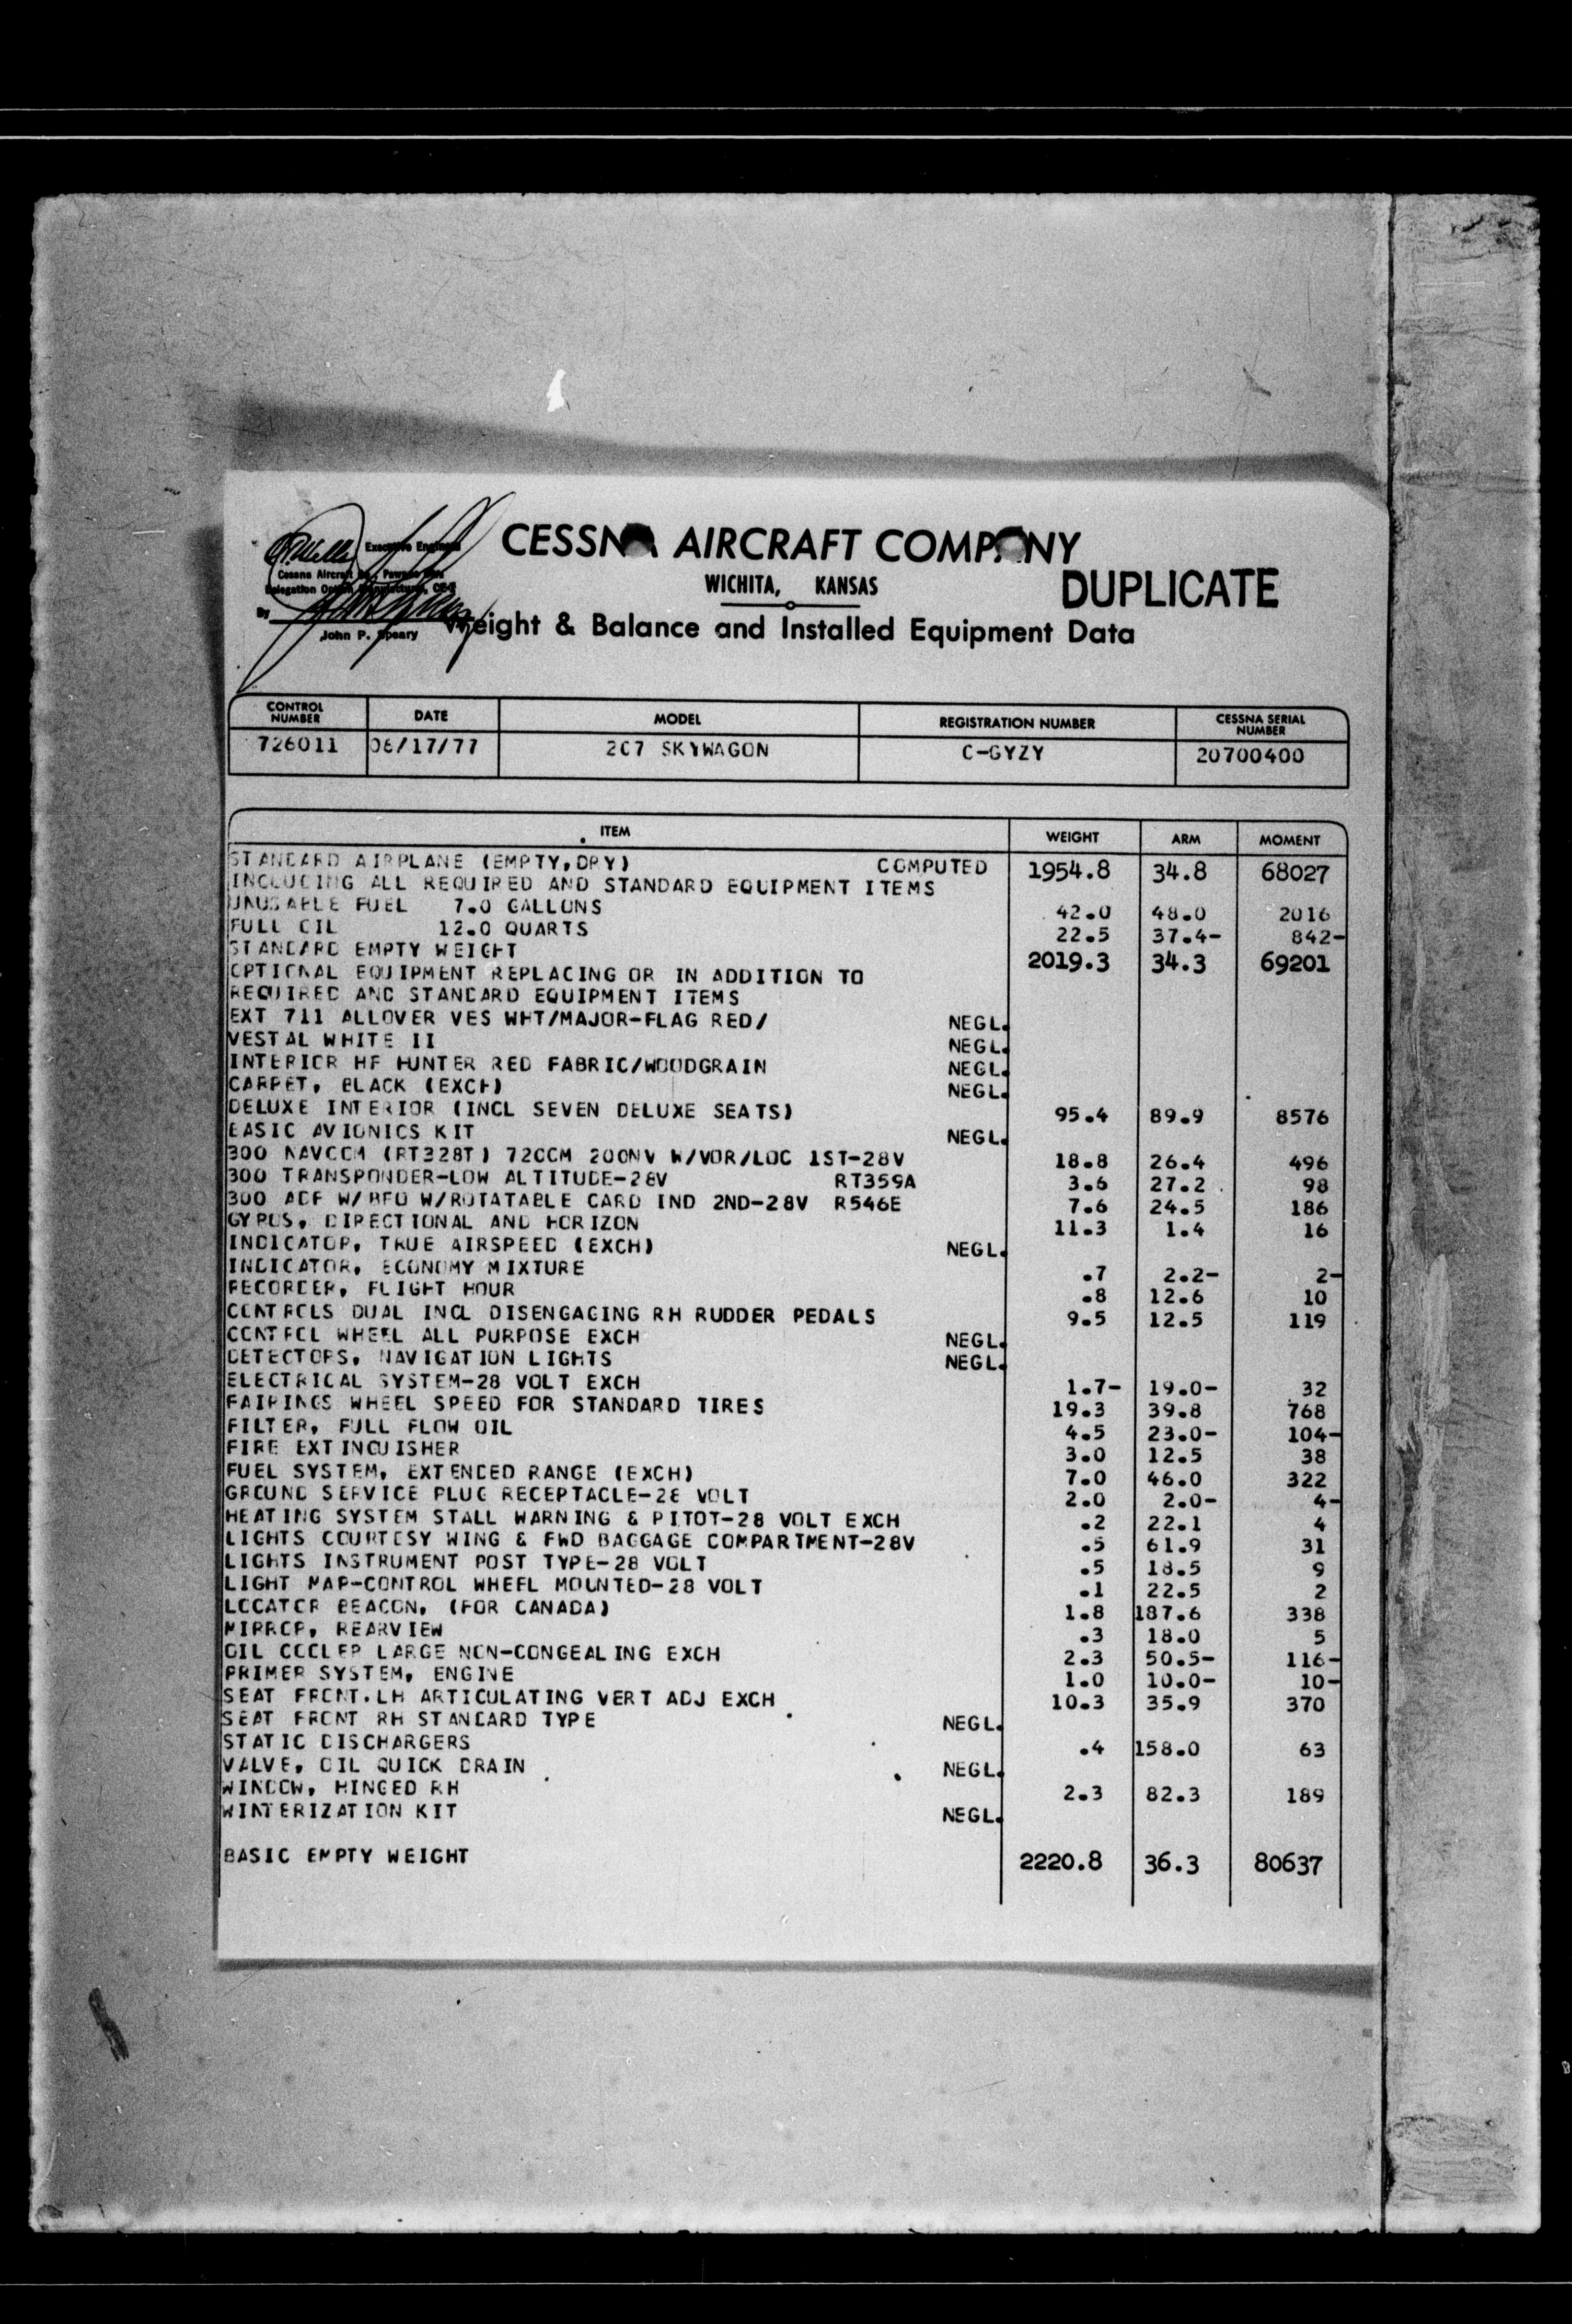 CESSNA AIRCRAFT COMPANY
WICHITA, KANSAS
DUPLICATE
Executive Engineer
Cessna Aircraft
Delegation Option Manufacturer, CE-1
By
John P. Speary
Weight & Balance and Installed Equipment Data
CONTROL NUMBER DATE MODEL REGISTRATION NUMBER CESSNA SERIAL NUMBER
726011 06/17/77 207 SKYWAGON C-GYZY 20700400
ITEM WEIGHT ARM MOMENT
STANDARD AIRPLANE (EMPTY,DRY) COMPUTED 1954.8 34.8 68027
INCLUDING ALL REQUIRED AND STANDARD EQUIPMENT ITEMS
UNUSABLE FUEL 7.0 GALLONS 42.0 48.0 2016
FULL OIL 12.0 QUARTS 22.5 37.4- 842-
STANDARD EMPTY WEIGHT 2019.3 34.3 69201
OPTIONAL EQUIPMENT REPLACING OR IN ADDITION TO
REQUIRED AND STANDARD EQUIPMENT ITEMS
EXT 711 ALLOVER VES WHT/MAJOR-FLAG RED/ NEGL.
VESTAL WHITE II NEGL.
INTERIOR HF HUNTER RED FABRIC/WOODGRAIN NEGL.
CARPET, BLACK (EXCH) NEGL.
DELUXE INTERIOR (INCL SEVEN DELUXE SEATS) 95.4 89.9 8576
BASIC AVIONICS KIT NEGL.
300 NAVCOM (RT328T) 720CM 200NV W/VOR/LOC 1ST-28V 18.8 26.4 496
300 TRANSPONDER-LOW ALTITUDE-28V RT359A 3.6 27.2 98
300 ADF W/BFO W/ROTATABLE CARD IND 2ND-28V R546E 7.6 24.5 186
GYROS, DIRECTIONAL AND HORIZON 11.3 1.4 16
INDICATOR, TRUE AIRSPEED (EXCH) NEGL.
INDICATOR, ECONOMY MIXTURE .7 2.2- 2-
RECORDER, FLIGHT HOUR .8 12.6 10
CONTROLS DUAL INCL DISENGAGING RH RUDDER PEDALS 9.5 12.5 119
CONTROL WHEEL ALL PURPOSE EXCH NEGL.
DETECTORS, NAVIGATION LIGHTS NEGL.
ELECTRICAL SYSTEM-28 VOLT EXCH 1.7- 19.0- 32
FAIRINGS WHEEL SPEED FOR STANDARD TIRES 19.3 39.8 768
FILTER, FULL FLOW OIL 4.5 23.0- 104-
FIRE EXTINGUISHER 3.0 12.5 38
FUEL SYSTEM, EXTENDED RANGE (EXCH) 7.0 46.0 322
GROUND SERVICE PLUG RECEPTACLE-28 VOLT 2.0 2.0- 4-
HEATING SYSTEM STALL WARNING & PITOT-28 VOLT EXCH .2 22.1 4
LIGHTS COURTESY WING & FWD BAGGAGE COMPARTMENT-28V .5 61.9 31
LIGHTS INSTRUMENT POST TYPE-28 VOLT .5 18.5 9
LIGHT MAP-CONTROL WHEEL MOUNTED-28 VOLT .1 22.5 2
LOCATOR BEACON, (FOR CANADA) 1.8 187.6 338
MIRROR, REARVIEW .3 18.0 5
OIL COOLER LARGE NON-CONGEALING EXCH 2.3 50.5- 116-
PRIMER SYSTEM, ENGINE 1.0 10.0- 10-
SEAT FRONT.LH ARTICULATING VERT ADJ EXCH 10.3 35.9 370
SEAT FRONT RH STANDARD TYPE NEGL.
STATIC DISCHARGERS .4 158.0 63
VALVE, OIL QUICK DRAIN NEGL.
WINDOW, HINGED RH 2.3 82.3 189
WINTERIZATION KIT NEGL.
BASIC EMPTY WEIGHT 2220.8 36.3 80637